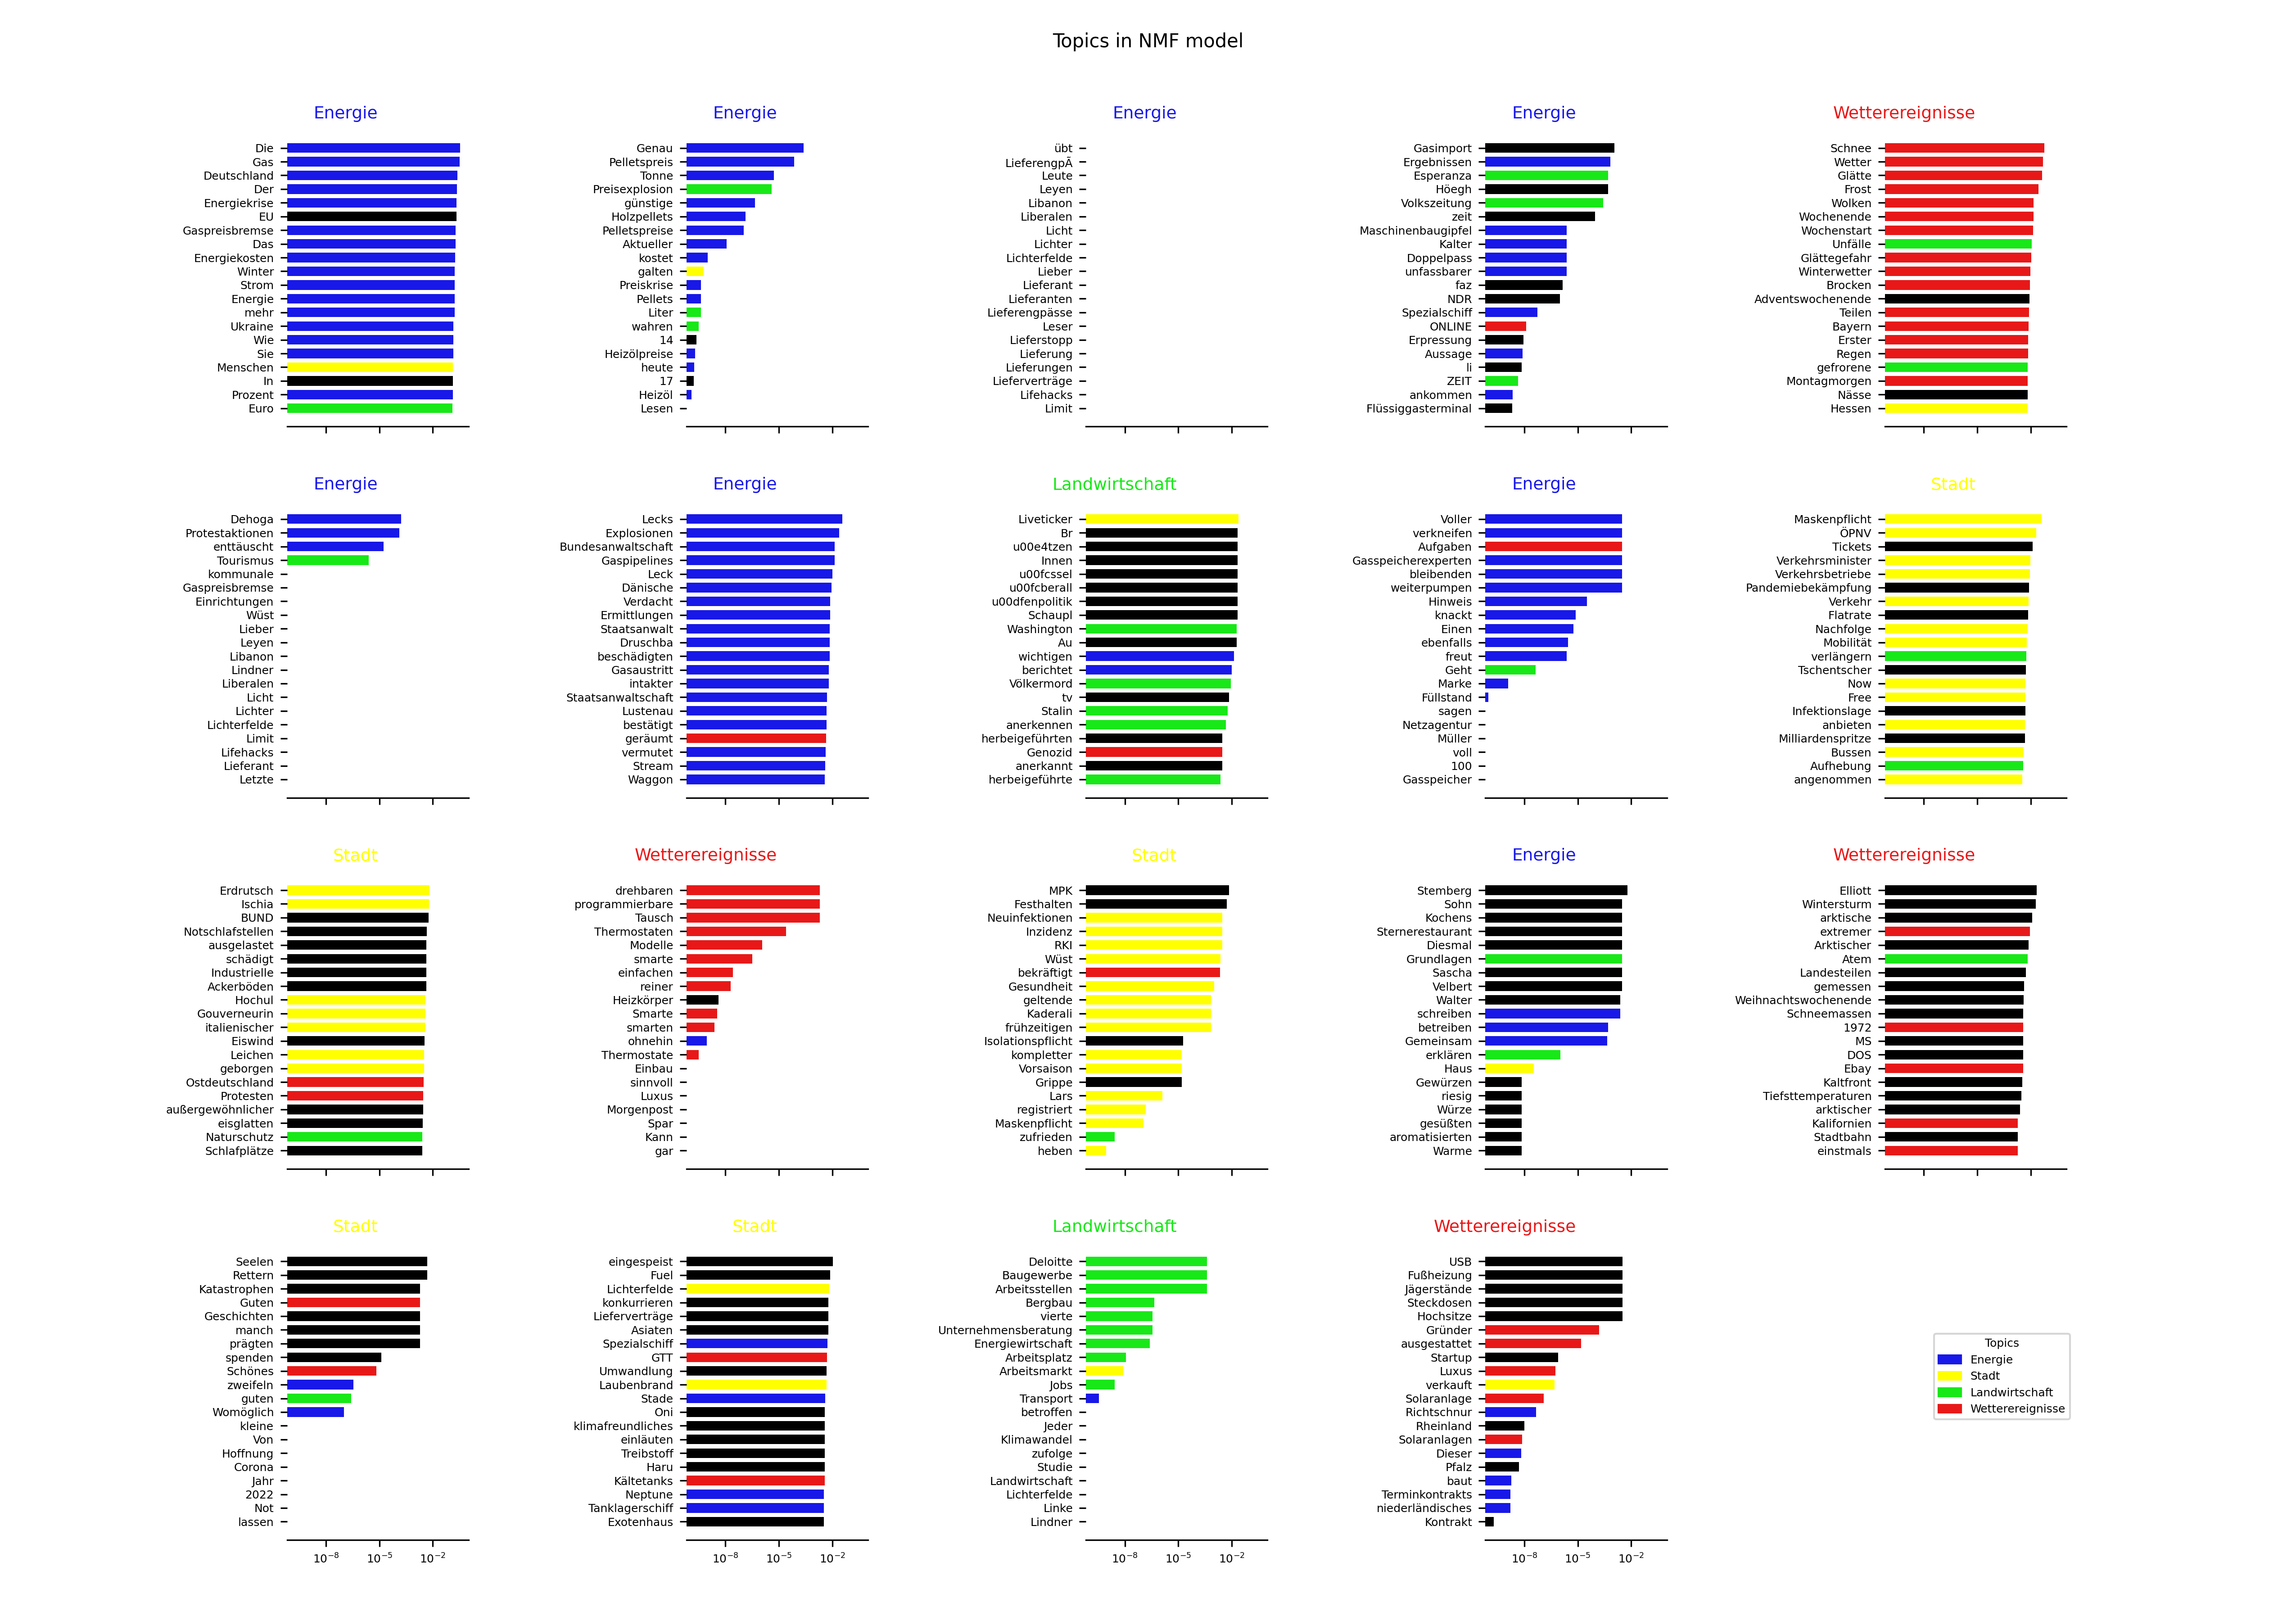 Topics in NMF model
Energie
Die
Gas
Deutschland
Der
Energiekrise
EU
Gaspreisbremse
Das
Energiekosten
Winter
Strom
Energie
mehr
Ukraine
Wie
Sie
Menschen
In
Prozent
Euro
Energie
Genau
Pelletspreis
Tonne
Preisexplosion
günstige
Holzpellets
Pelletspreise
Aktueller
kostet
galten
Preiskrise
Pellets
Liter
wahren
14
Heizölpreise
heute
17
Heizöl
Lesen
Energie
übt
LieferengpÃ
Leute
Leyen
Libanon
Liberalen
Licht
Lichter
Lichterfelde
Lieber
Lieferant
Lieferanten
Lieferengpässe
Leser
Lieferstopp
Lieferung
Lieferungen
Lieferverträge
Lifehacks
Limit
Energie
Gasimport
Ergebnissen
Esperanza
Höegh
Volkszeitung
zeit
Maschinenbaugipfel
Kalter
Doppelpass
unfassbarer
faz
NDR
Spezialschiff
ONLINE
Erpressung
Aussage
li
ZEIT
ankommen
Flüssiggasterminal
Wetterereignisse
Schnee
Wetter
Glätte
Frost
Wolken
Wochenende
Wochenstart
Unfälle
Glättegefahr
Winterwetter
Brocken
Adventswochenende
Teilen
Bayern
Erster
Regen
gefrorene
Montagmorgen
Nässe
Hessen
Energie
Dehoga
Protestaktionen
enttäuscht
Tourismus
kommunale
Gaspreisbremse
Einrichtungen
Wüst
Lieber
Leyen
Libanon
Lindner
Liberalen
Licht
Lichter
Lichterfelde
Limit
Lifehacks
Lieferant
Letzte
Energie
Lecks
Explosionen
Bundesanwaltschaft
Gaspipelines
Leck
Dänische
Verdacht
Ermittlungen
Staatsanwalt
Druschba
beschädigten
Gasaustritt
intakter
Staatsanwaltschaft
Lustenau
bestätigt
geräumt
vermutet
Stream
Waggon
Landwirtschaft
Liveticker
Br
u00e4tzen
Innen
u00fcssel
u00fcberall
u00dfenpolitik
Schaupl
Washington
Au
wichtigen
berichtet
Völkermord
tv
Stalin
anerkennen
herbeigeführten
Genozid
anerkannt
herbeigeführte
Energie
Voller
verkneifen
Aufgaben
Gasspeicherexperten
bleibenden
weiterpumpen
Hinweis
knackt
Einen
ebenfalls
freut
Geht
Marke
Füllstand
sagen
Netzagentur
Müller
voll
100
Gasspeicher
Stadt
Maskenpflicht
ÖPNV
Tickets
Verkehrsminister
Verkehrsbetriebe
Pandemiebekämpfung
Verkehr
Flatrate
Nachfolge
Mobilität
verlängern
Tschentscher
Now
Free
Infektionslage
anbieten
Milliardenspritze
Bussen
Aufhebung
angenommen
Stadt
Erdrutsch
Ischia
BUND
Notschlafstellen
ausgelastet
schädigt
Industrielle
Ackerböden
Hochul
Gouverneurin
italienischer
Eiswind
Leichen
geborgen
Ostdeutschland
Protesten
außergewöhnlicher
eisglatten
Naturschutz
Schlafplätze
Wetterereignisse
drehbaren
programmierbare
Tausch
Thermostaten
Modelle
smarte
einfachen
reiner
Heizkörper
Smarte
smarten
ohnehin
Thermostate
Einbau
sinnvoll
Luxus
Morgenpost
Spar
Kann
gar
Stadt
MPK
Festhalten
Neuinfektionen
Inzidenz
RKI
Wüst
bekräftigt
Gesundheit
geltende
Kaderali
frühzeitigen
Isolationspflicht
kompletter
Vorsaison
Grippe
Lars
registriert
Maskenpflicht
zufrieden
heben
Energie
Stemberg
Sohn
Kochens
Sternerestaurant
Diesmal
Grundlagen
Sascha
Velbert
Walter
schreiben
betreiben
Gemeinsam
erklären
Haus
Gewürzen
riesig
Würze
gesüßten
aromatisierten
Warme
Wetterereignisse
Elliott
Wintersturm
arktische
extremer
Arktischer
Atem
Landesteilen
gemessen
Weihnachtswochenende
Schneemassen
1972
MS
DOS
Ebay
Kaltfront
Tiefsttemperaturen
arktischer
Kalifornien
Stadtbahn
einstmals
Stadt
Seelen
Rettern
Katastrophen
Guten
Geschichten
manch
prägten
spenden
Schönes
zweifeln
guten
Womöglich
kleine
Von
Hoffnung
Corona
Jahr
2022
Not
lassen
10⁻⁸ 10⁻⁵ 10⁻²
Stadt
eingespeist
Fuel
Lichterfelde
konkurrieren
Lieferverträge
Asiaten
Spezialschiff
GTT
Umwandlung
Laubenbrand
Stade
Oni
klimafreundliches
einläuten
Treibstoff
Haru
Kältetanks
Neptune
Tanklagerschiff
Exotenhaus
10⁻⁸ 10⁻⁵ 10⁻²
Landwirtschaft
Deloitte
Baugewerbe
Arbeitsstellen
Bergbau
vierte
Unternehmensberatung
Energiewirtschaft
Arbeitsplatz
Arbeitsmarkt
Jobs
Transport
betroffen
Jeder
Klimawandel
zufolge
Studie
Landwirtschaft
Lichterfelde
Linke
Lindner
10⁻⁸ 10⁻⁵ 10⁻²
Wetterereignisse
USB
Fußheizung
Jägerstände
Steckdosen
Hochsitze
Gründer
ausgestattet
Startup
Luxus
verkauft
Solaranlage
Richtschnur
Rheinland
Solaranlagen
Dieser
Pfalz
baut
Terminkontrakts
niederländisches
Kontrakt
10⁻⁸ 10⁻⁵ 10⁻²
Topics
Energie
Stadt
Landwirtschaft
Wetterereignisse